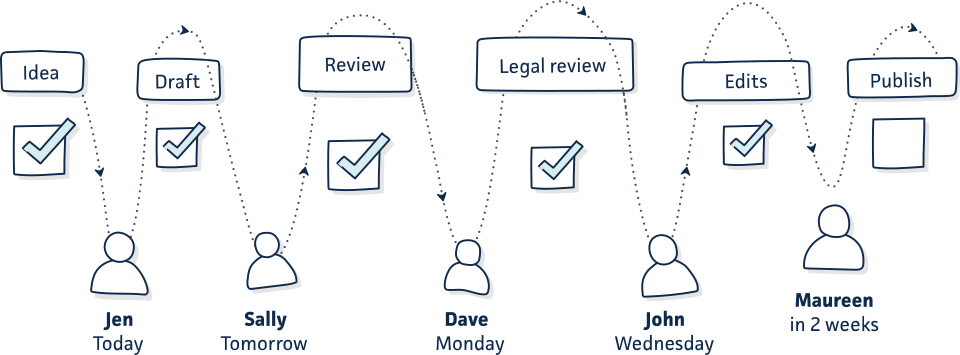 Idea
Draft
Review
Legal review
Edits
Publish
Jen
Today
Sally
Tomorrow
Dave
Monday
John
Wednesday
Maureen
in 2 weeks